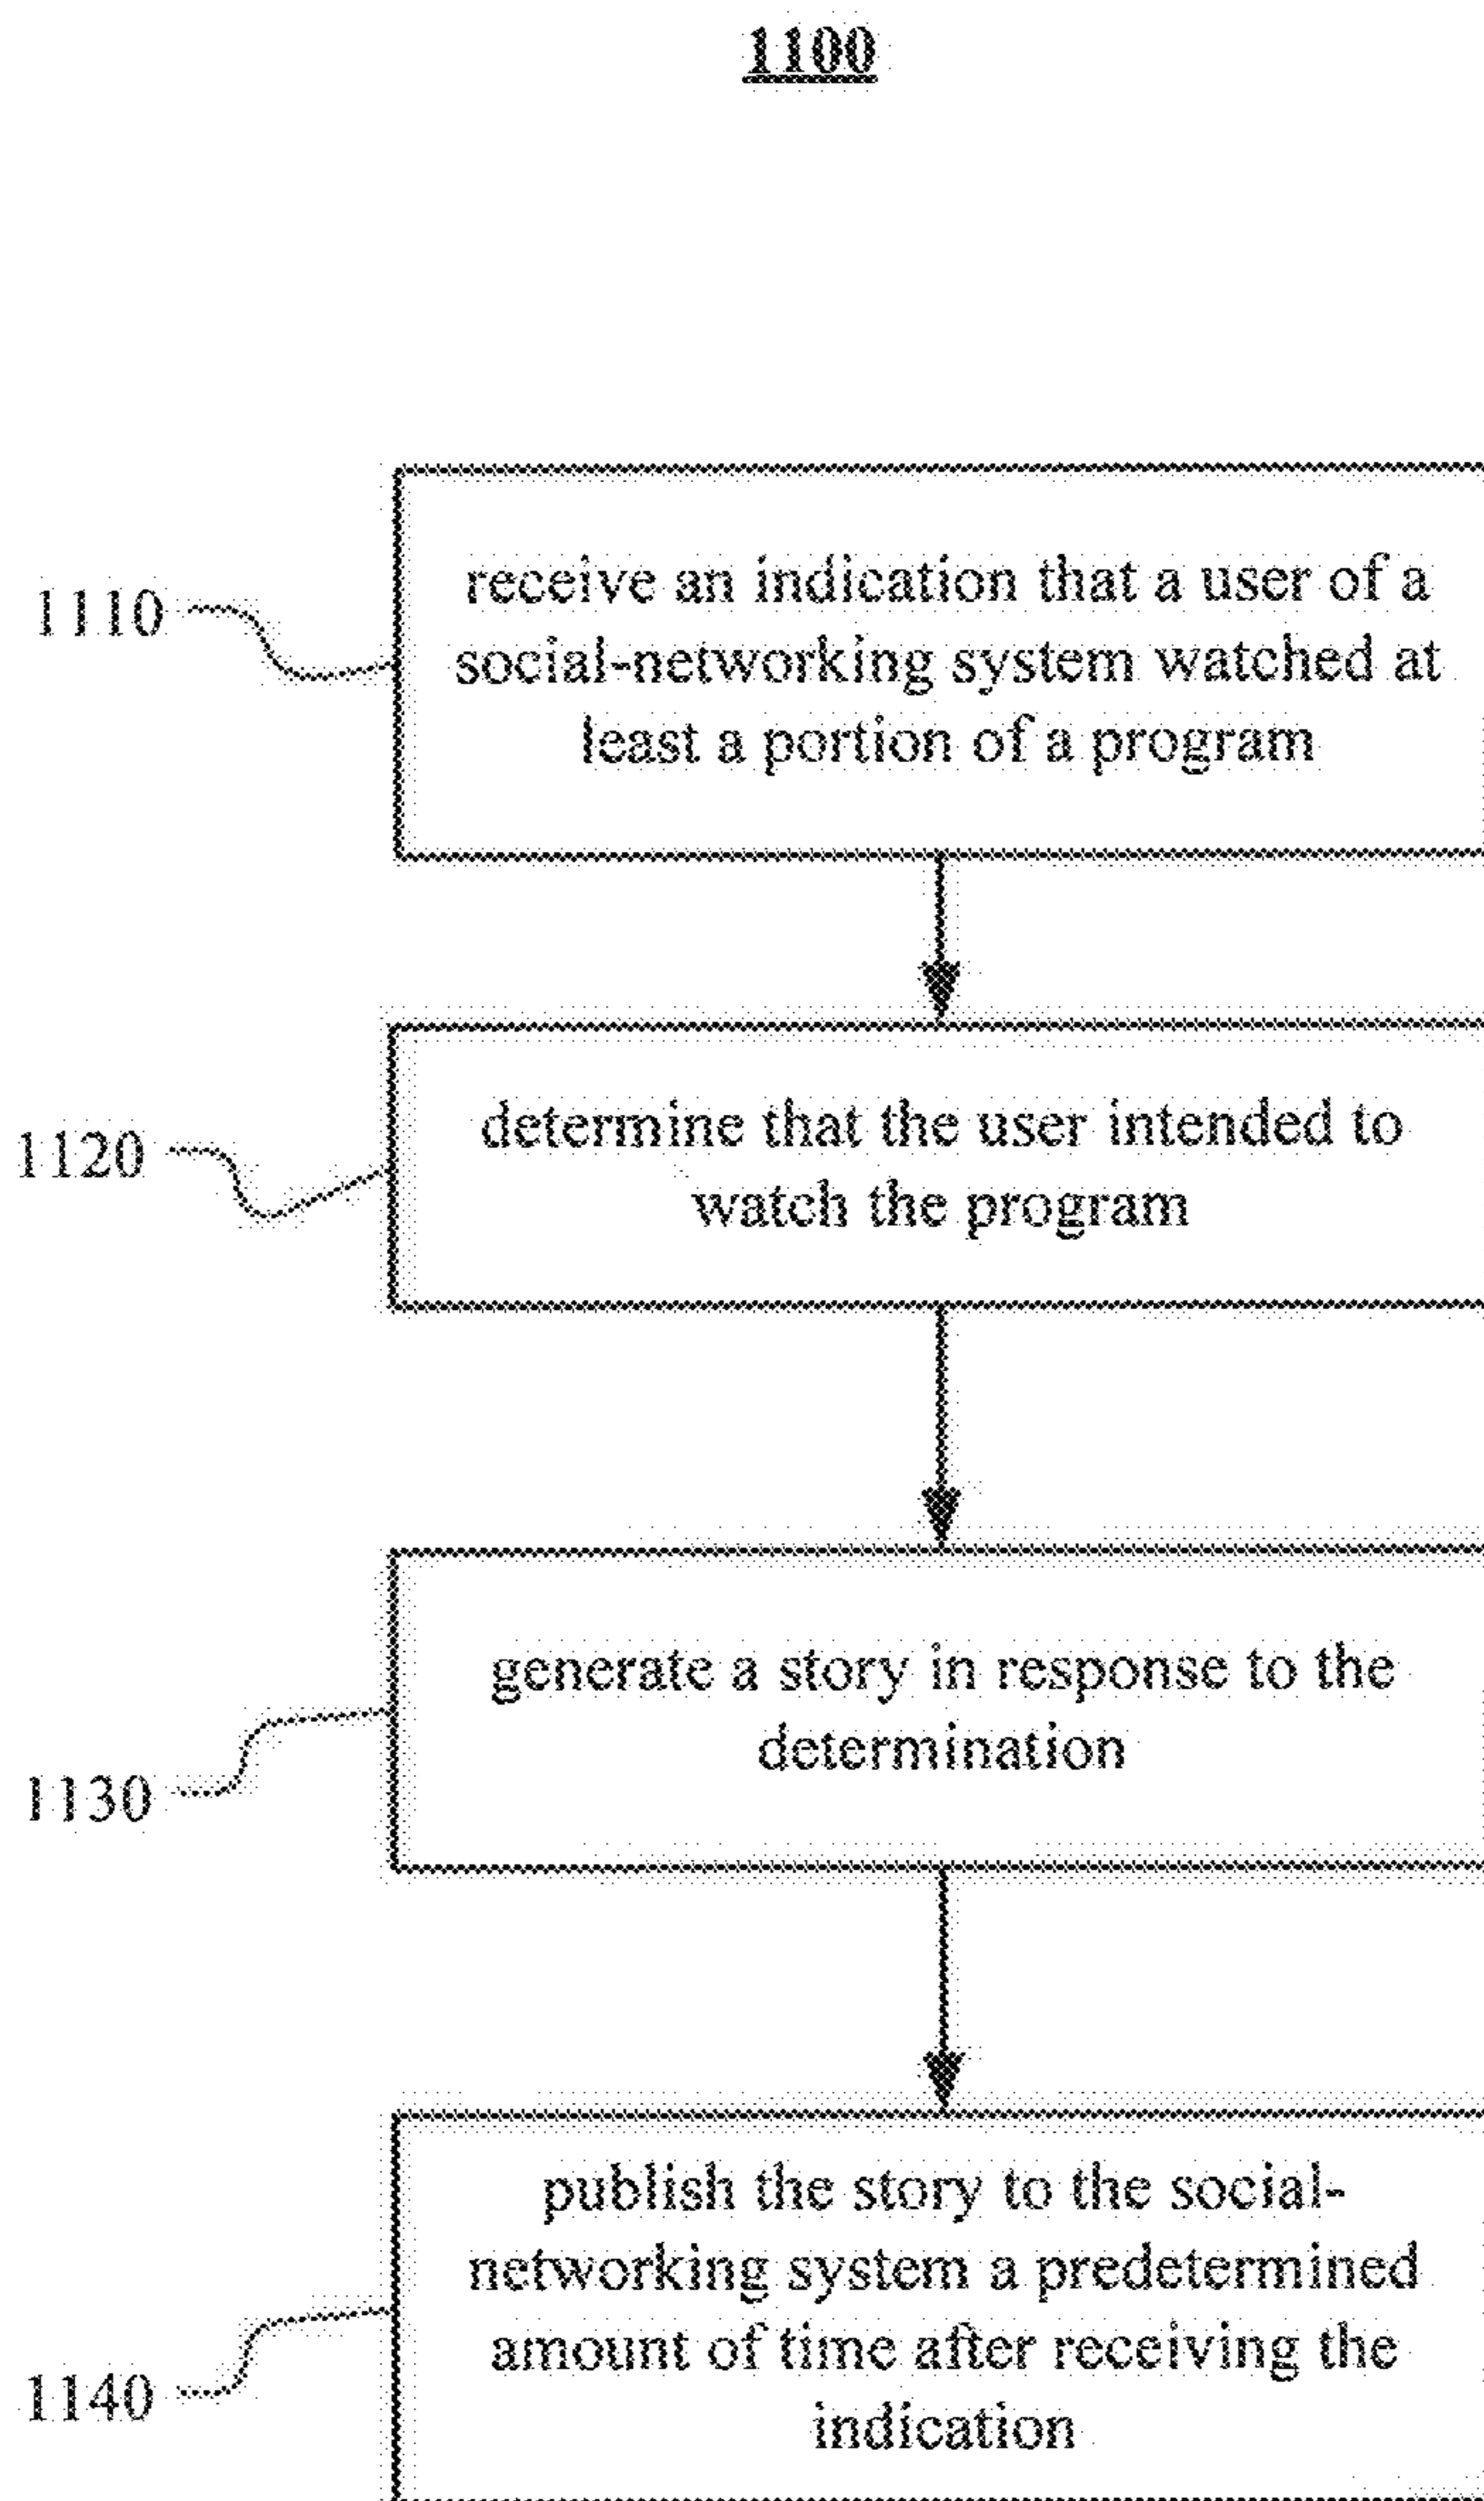 1100
1110
receive an indication that a user of a
social-networking system watched at
least a portion of a program
1120
determine that the user intended to
watch the program
generate a story in response to the
determination
1130
publish the story to the social-
networking system a predetermined
amount of time after receiving the
indication
1140